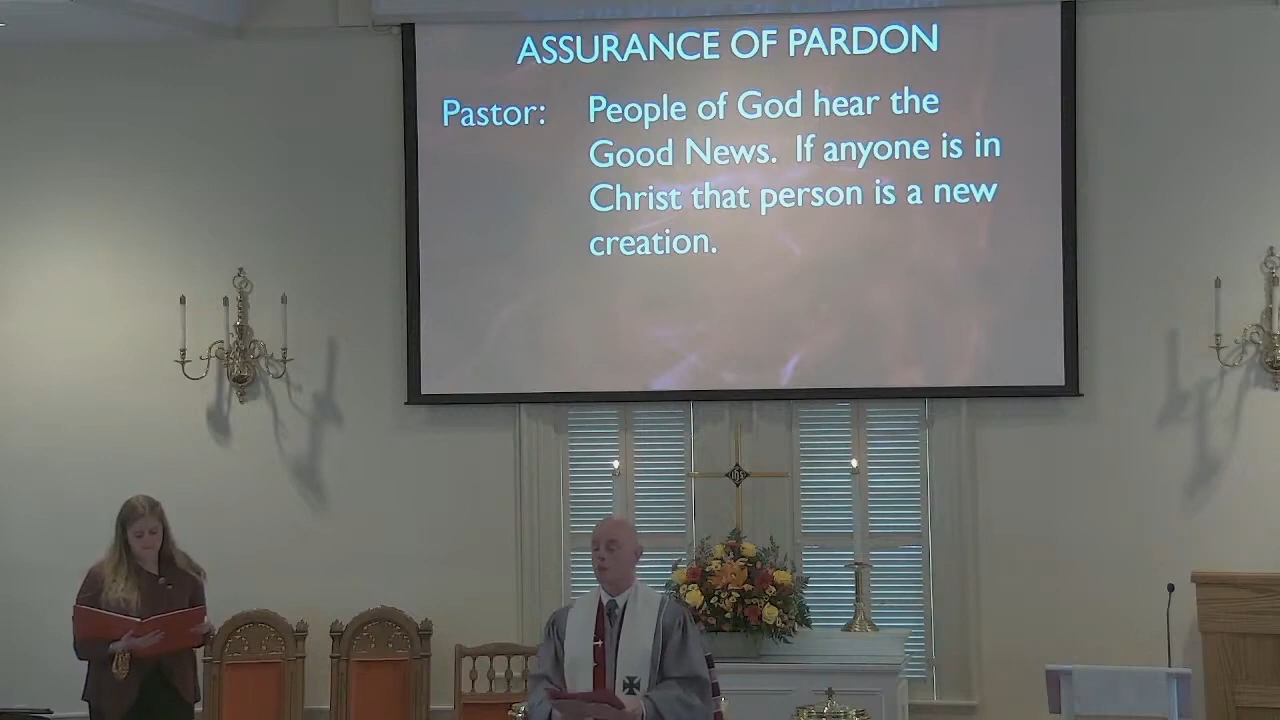 ASSURANCE OF PARDON
Pastor: People of God hear the
Good News. If anyone is in
Christ that person is a new
creation.
IHS